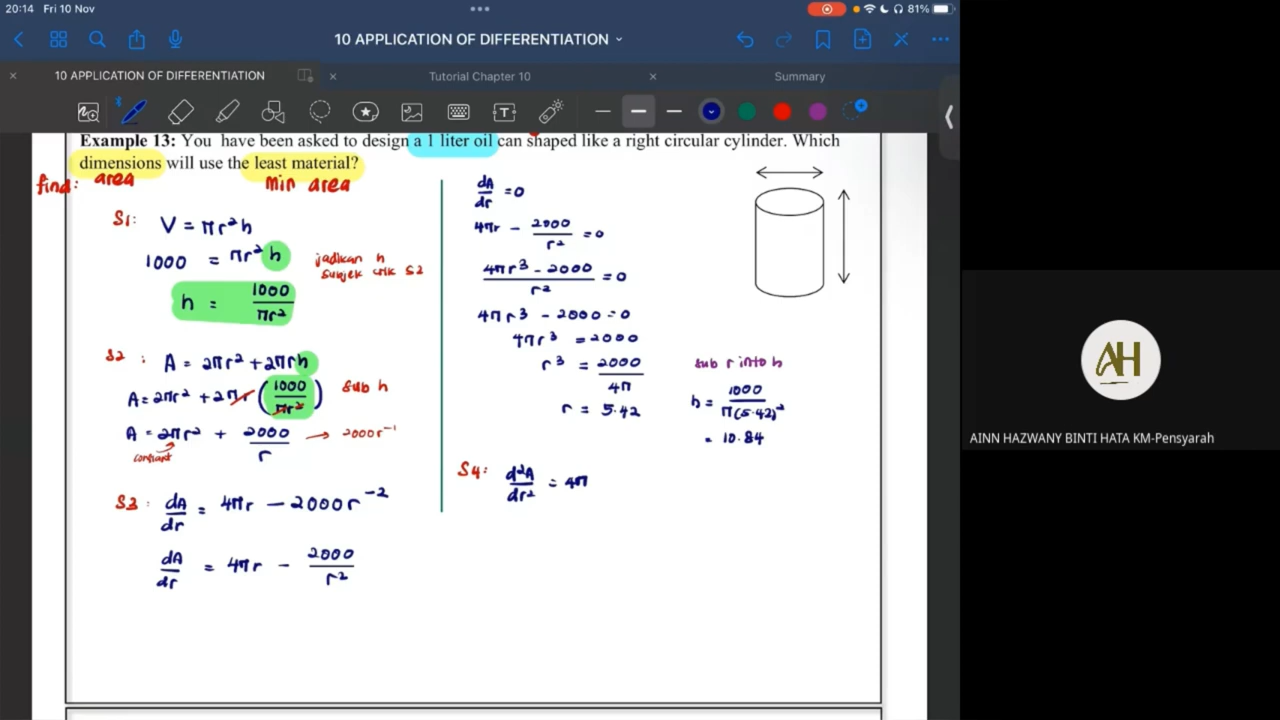 20:14 Fri 10 Nov
81%
10 APPLICATION OF DIFFERENTIATION
10 APPLICATION OF DIFFERENTIATION
Tutorial Chapter 10
Summary
Example 13: You have been asked to design a 1 liter oil can shaped like a right circular cylinder. Which
dimensions will use the least material?
find: area
min area
S1: V = πr²h
1000 = πr²h
jadikan h
subjek utk S2
h = 1000/πr²
S2 : A = 2πr² + 2πrh
A = 2πr² + 2πr (1000/πr²) sub h
A = 2πr² + 2000/r → 2000r⁻¹
constant
S3 : dA/dr = 4πr − 2000r⁻²
dA/dr = 4πr − 2000/r²
dA/dr = 0
4πr − 2000/r² = 0
4πr³ − 2000/r² = 0
4πr³ − 2000 = 0
4πr³ = 2000
r³ = 2000/4π
r = 5.42
sub r into h
h = 1000/π(5.42)²
= 10.84
S4: d²A/dr² = 4π
AH
AINN HAZWANY BINTI HATA KM-Pensyarah